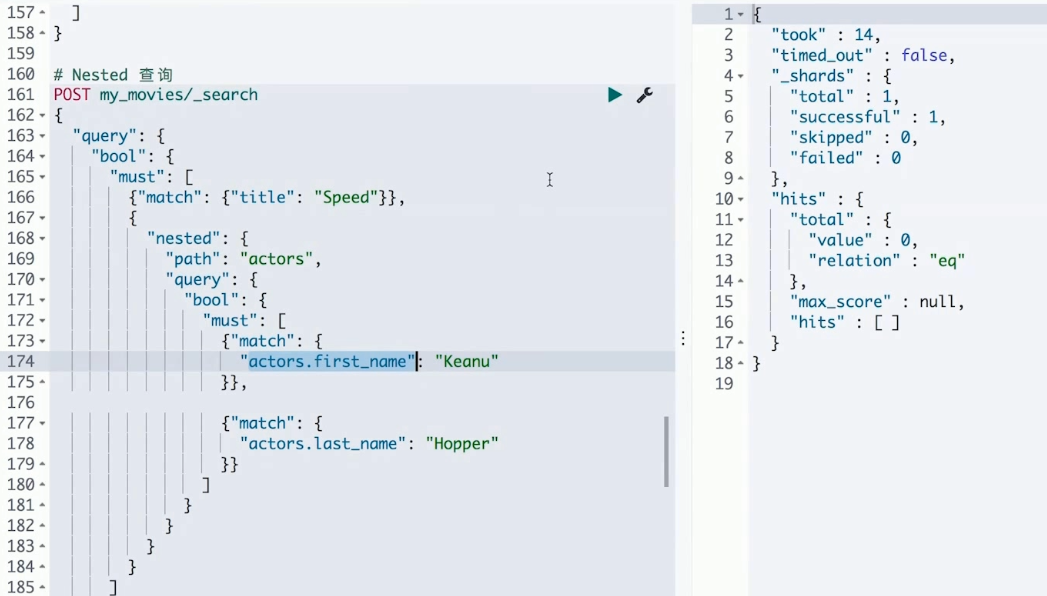 157 ]
158 }
159
160 # Nested 查询
161 POST my_movies/_search
162 {
163 "query": {
164 "bool": {
165 "must": [
166 {"match": {"title": "Speed"}},
167 {
168 "nested": {
169 "path": "actors",
170 "query": {
171 "bool": {
172 "must": [
173 {"match": {
174 "actors.first_name": "Keanu"
175 }},
176
177 {"match": {
178 "actors.last_name": "Hopper"
179 }}
180 ]
181 }
182 }
183 }
184 }
185 ]
1 {
2 "took" : 14,
3 "timed_out" : false,
4 "_shards" : {
5 "total" : 1,
6 "successful" : 1,
7 "skipped" : 0,
8 "failed" : 0
9 },
10 "hits" : {
11 "total" : {
12 "value" : 0,
13 "relation" : "eq"
14 },
15 "max_score" : null,
16 "hits" : [ ]
17 }
18 }
19